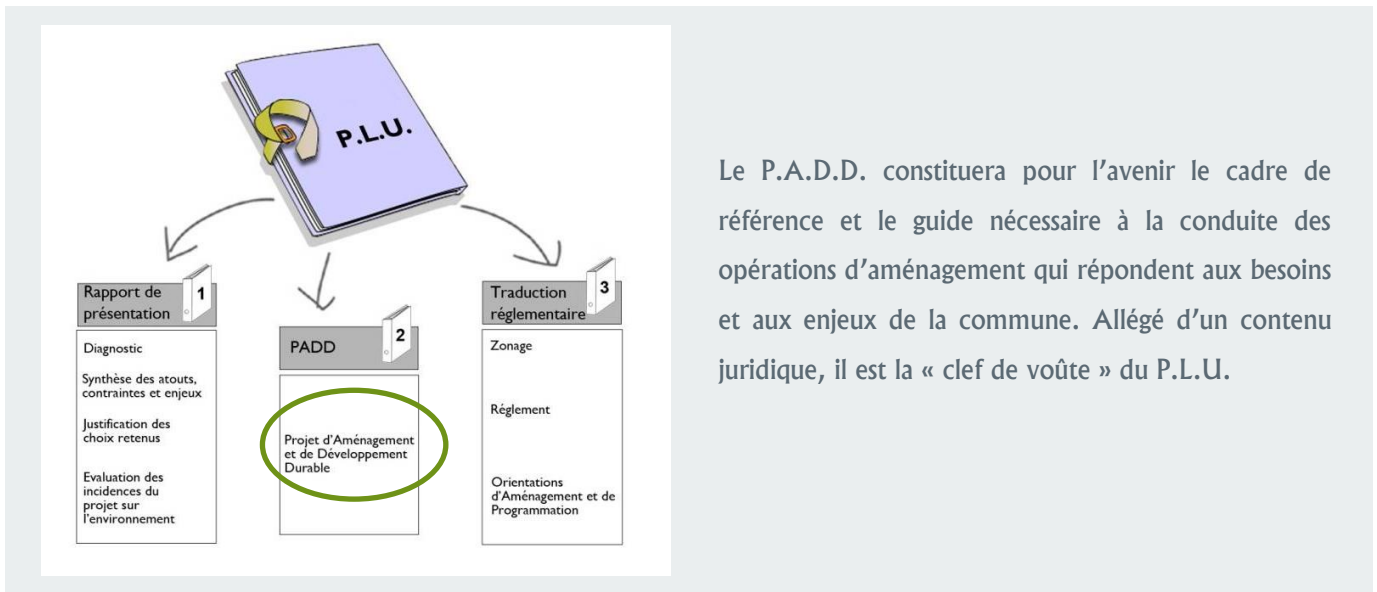 P.L.U.
Rapport de
présentation
1
Diagnostic
Synthèse des atouts,
contraintes et enjeux
Justification des
choix retenus
Evaluation des
incidences du
projet sur
l'environnement
PADD
2
Projet d'Aménagement
et de Développement
Durable
Traduction
réglementaire
3
Zonage
Réglement
Orientations
d'Aménagement et de
Programmation
Le P.A.D.D. constituera pour l'avenir le cadre de
référence et le guide nécessaire à la conduite des
opérations d'aménagement qui répondent aux besoins
et aux enjeux de la commune. Allégé d'un contenu
juridique, il est la « clef de voûte » du P.L.U.